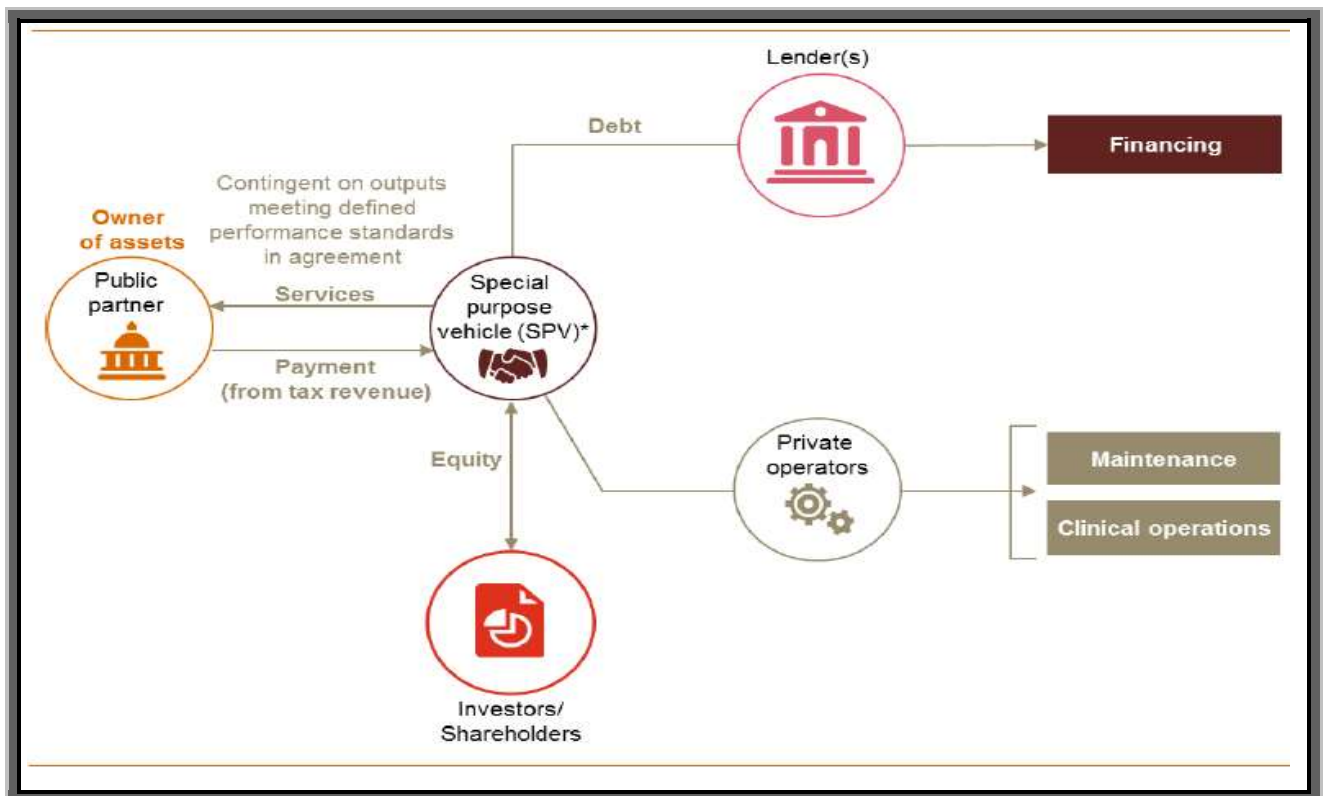 Lender(s)
Debt
Financing
Contingent on outputs
meeting defined
performance standards
in agreement
Owner
of assets
Public
partner
Services
Payment
(from tax revenue)
Special
purpose
vehicle (SPV)*
Equity
Private
operators
Maintenance
Clinical operations
Investors/
Shareholders